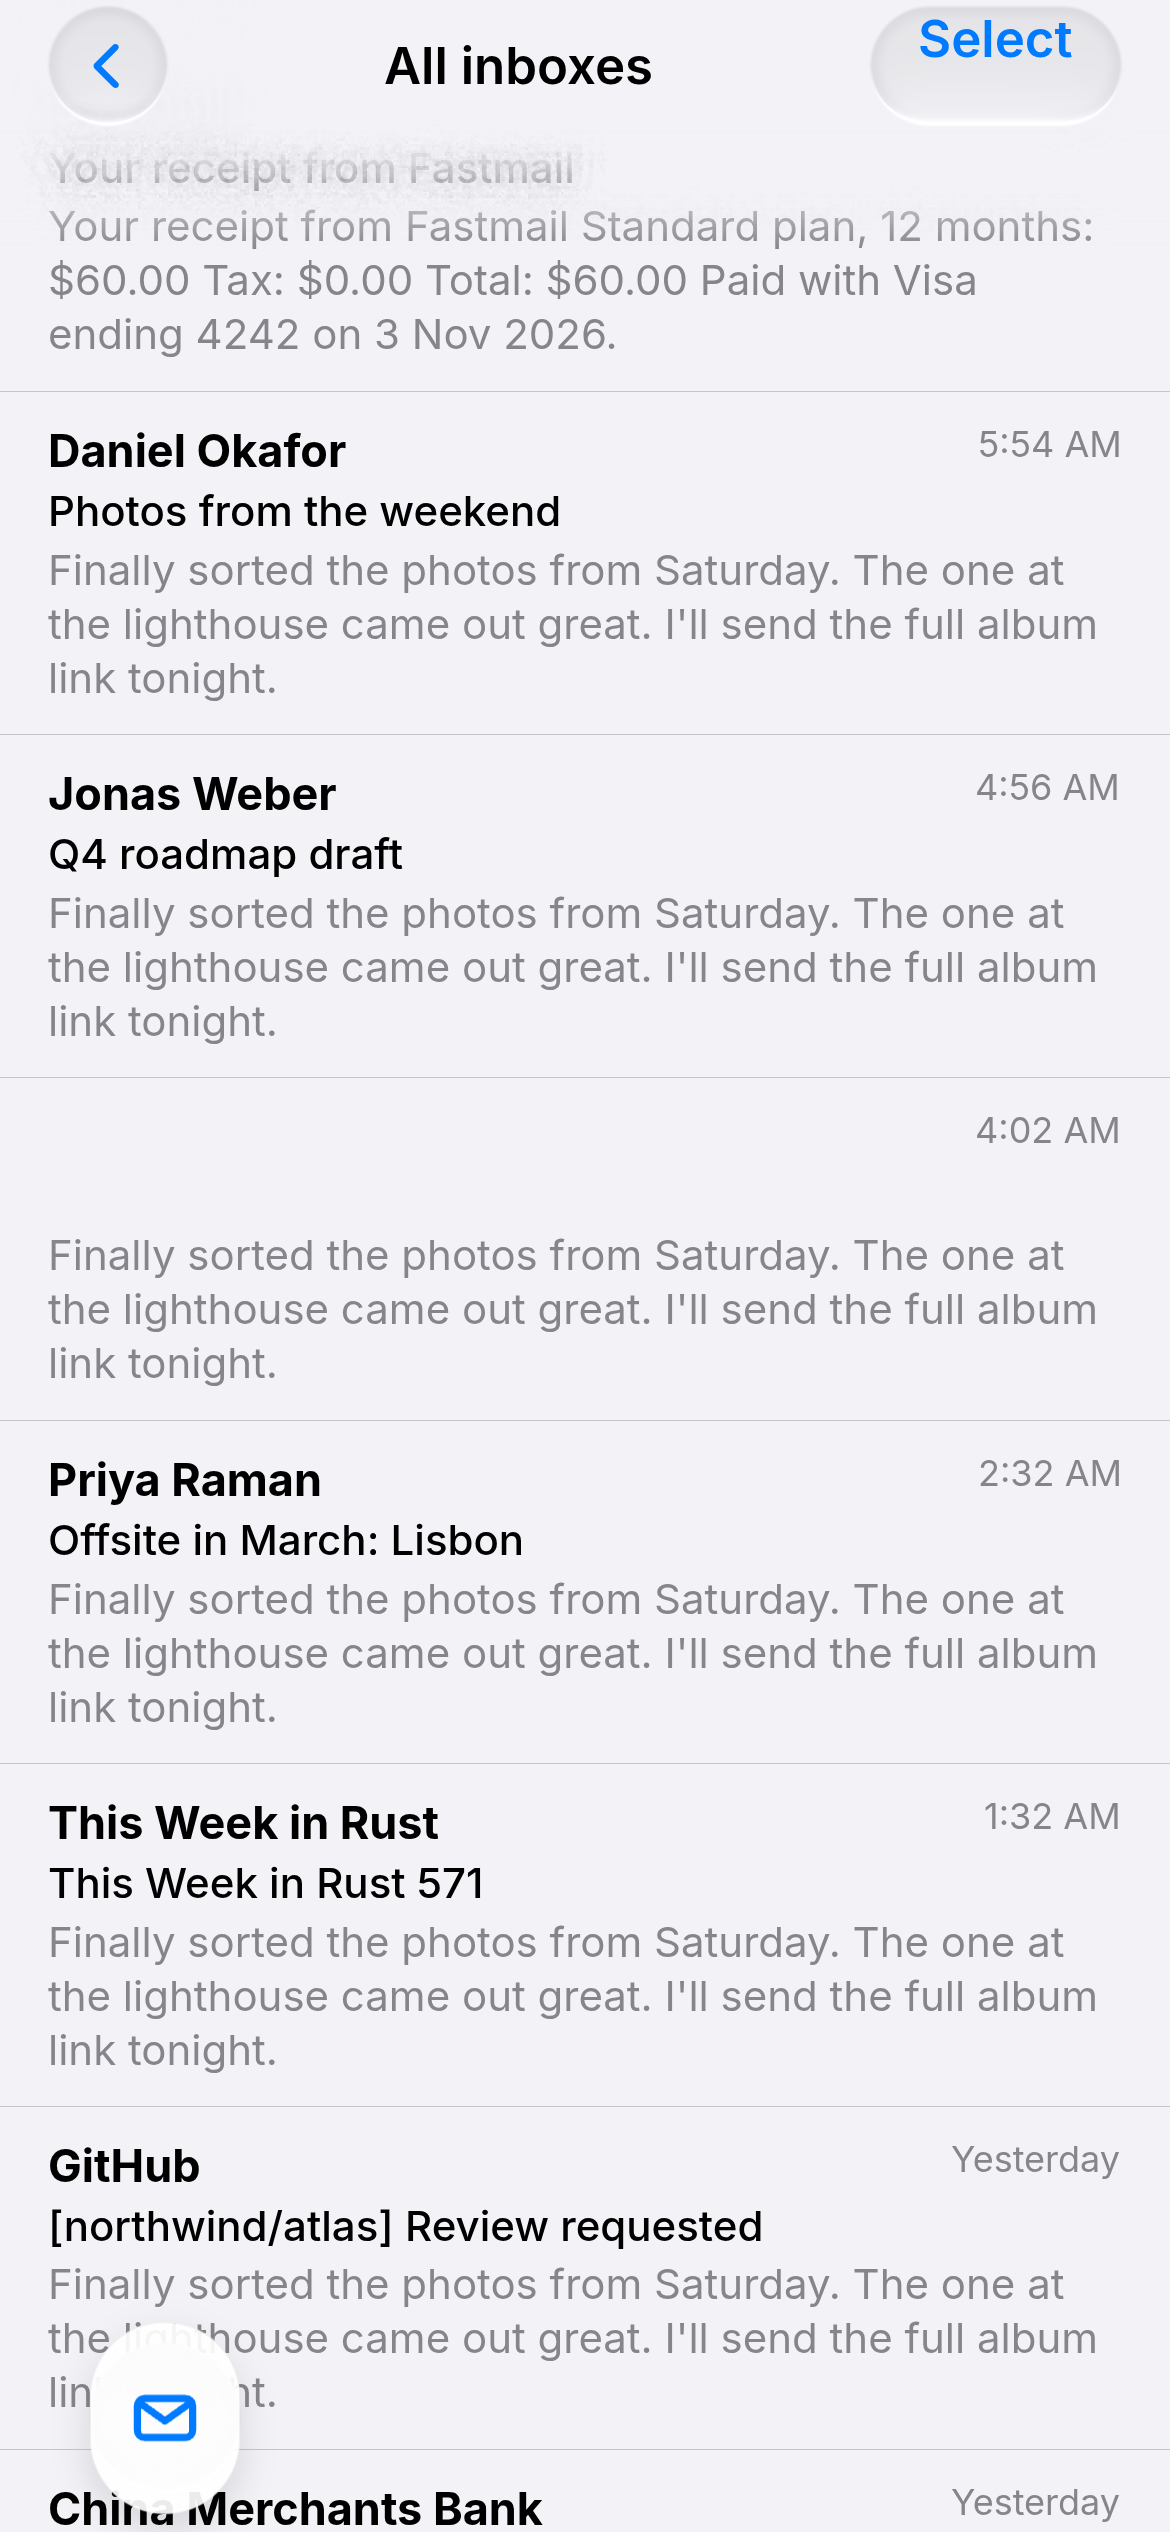 All inboxes
Select
Your receipt from Fastmail
Your receipt from Fastmail Standard plan, 12 months:
$60.00 Tax: $0.00 Total: $60.00 Paid with Visa
ending 4242 on 3 Nov 2026.
Daniel Okafor
5:54 AM
Photos from the weekend
Finally sorted the photos from Saturday. The one at
the lighthouse came out great. I'll send the full album
link tonight.
Jonas Weber
4:56 AM
Q4 roadmap draft
Finally sorted the photos from Saturday. The one at
the lighthouse came out great. I'll send the full album
link tonight.
4:02 AM
Finally sorted the photos from Saturday. The one at
the lighthouse came out great. I'll send the full album
link tonight.
Priya Raman
2:32 AM
Offsite in March: Lisbon
Finally sorted the photos from Saturday. The one at
the lighthouse came out great. I'll send the full album
link tonight.
This Week in Rust
1:32 AM
This Week in Rust 571
Finally sorted the photos from Saturday. The one at
the lighthouse came out great. I'll send the full album
link tonight.
GitHub
Yesterday
[northwind/atlas] Review requested
Finally sorted the photos from Saturday. The one at
the lighthouse came out great. I'll send the full album
China Merchants Bank
Yesterday